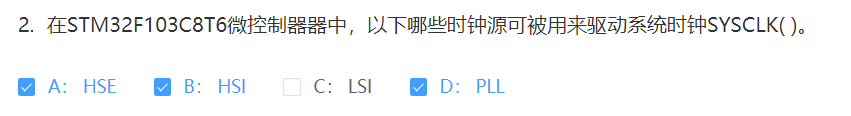 2. 在STM32F103C8T6微控制器器中，以下哪些时钟源可被用来驱动系统时钟SYSCLK( )。
A： HSE B： HSI C： LSI D： PLL